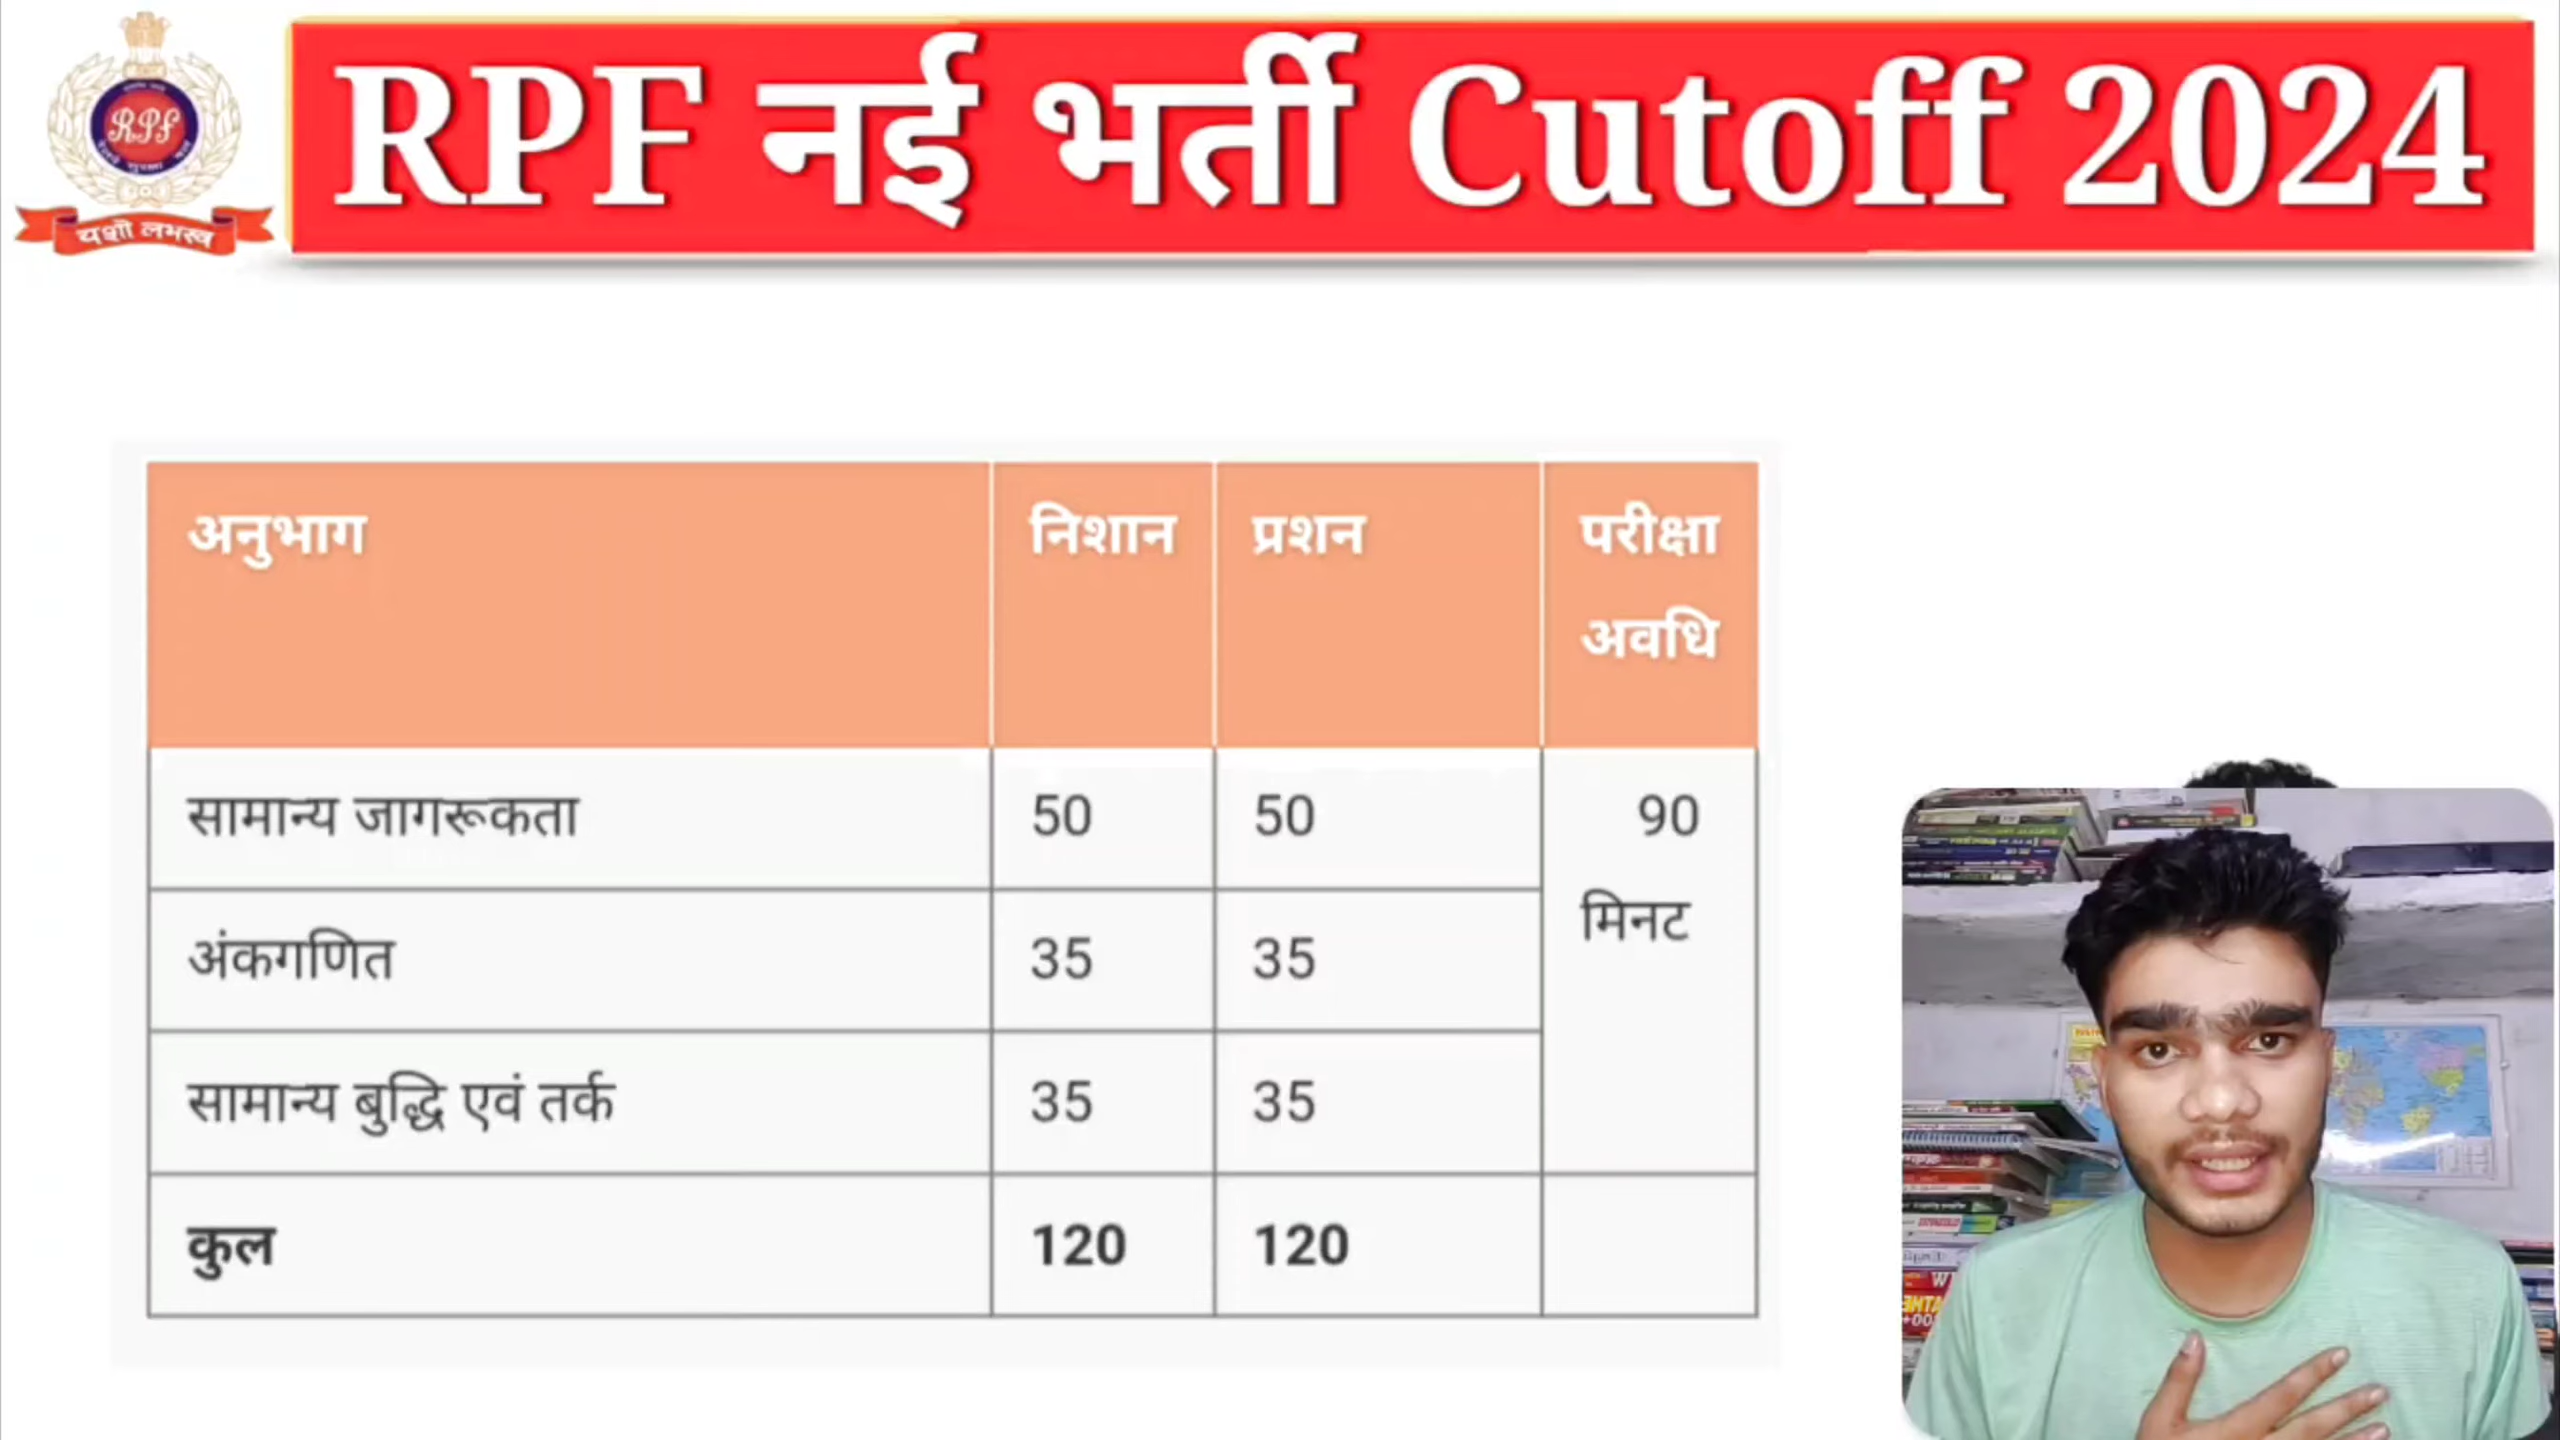 RPF नई भर्ती Cutoff 2024
RPF
यशो लभस्व
अनुभाग निशान प्रशन परीक्षा
अवधि
सामान्य जागरूकता 50 50 90
मिनट
अंकगणित 35 35
सामान्य बुद्धि एवं तर्क 35 35
कुल 120 120